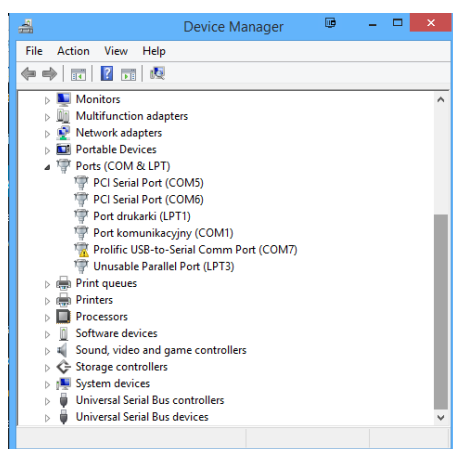 Device Manager
File Action View Help
Monitors
Multifunction adapters
Network adapters
Portable Devices
Ports (COM & LPT)
PCI Serial Port (COM5)
PCI Serial Port (COM6)
Port drukarki (LPT1)
Port komunikacyjny (COM1)
Prolific USB-to-Serial Comm Port (COM7)
Unusable Parallel Port (LPT3)
Print queues
Printers
Processors
Software devices
Sound, video and game controllers
Storage controllers
System devices
Universal Serial Bus controllers
Universal Serial Bus devices